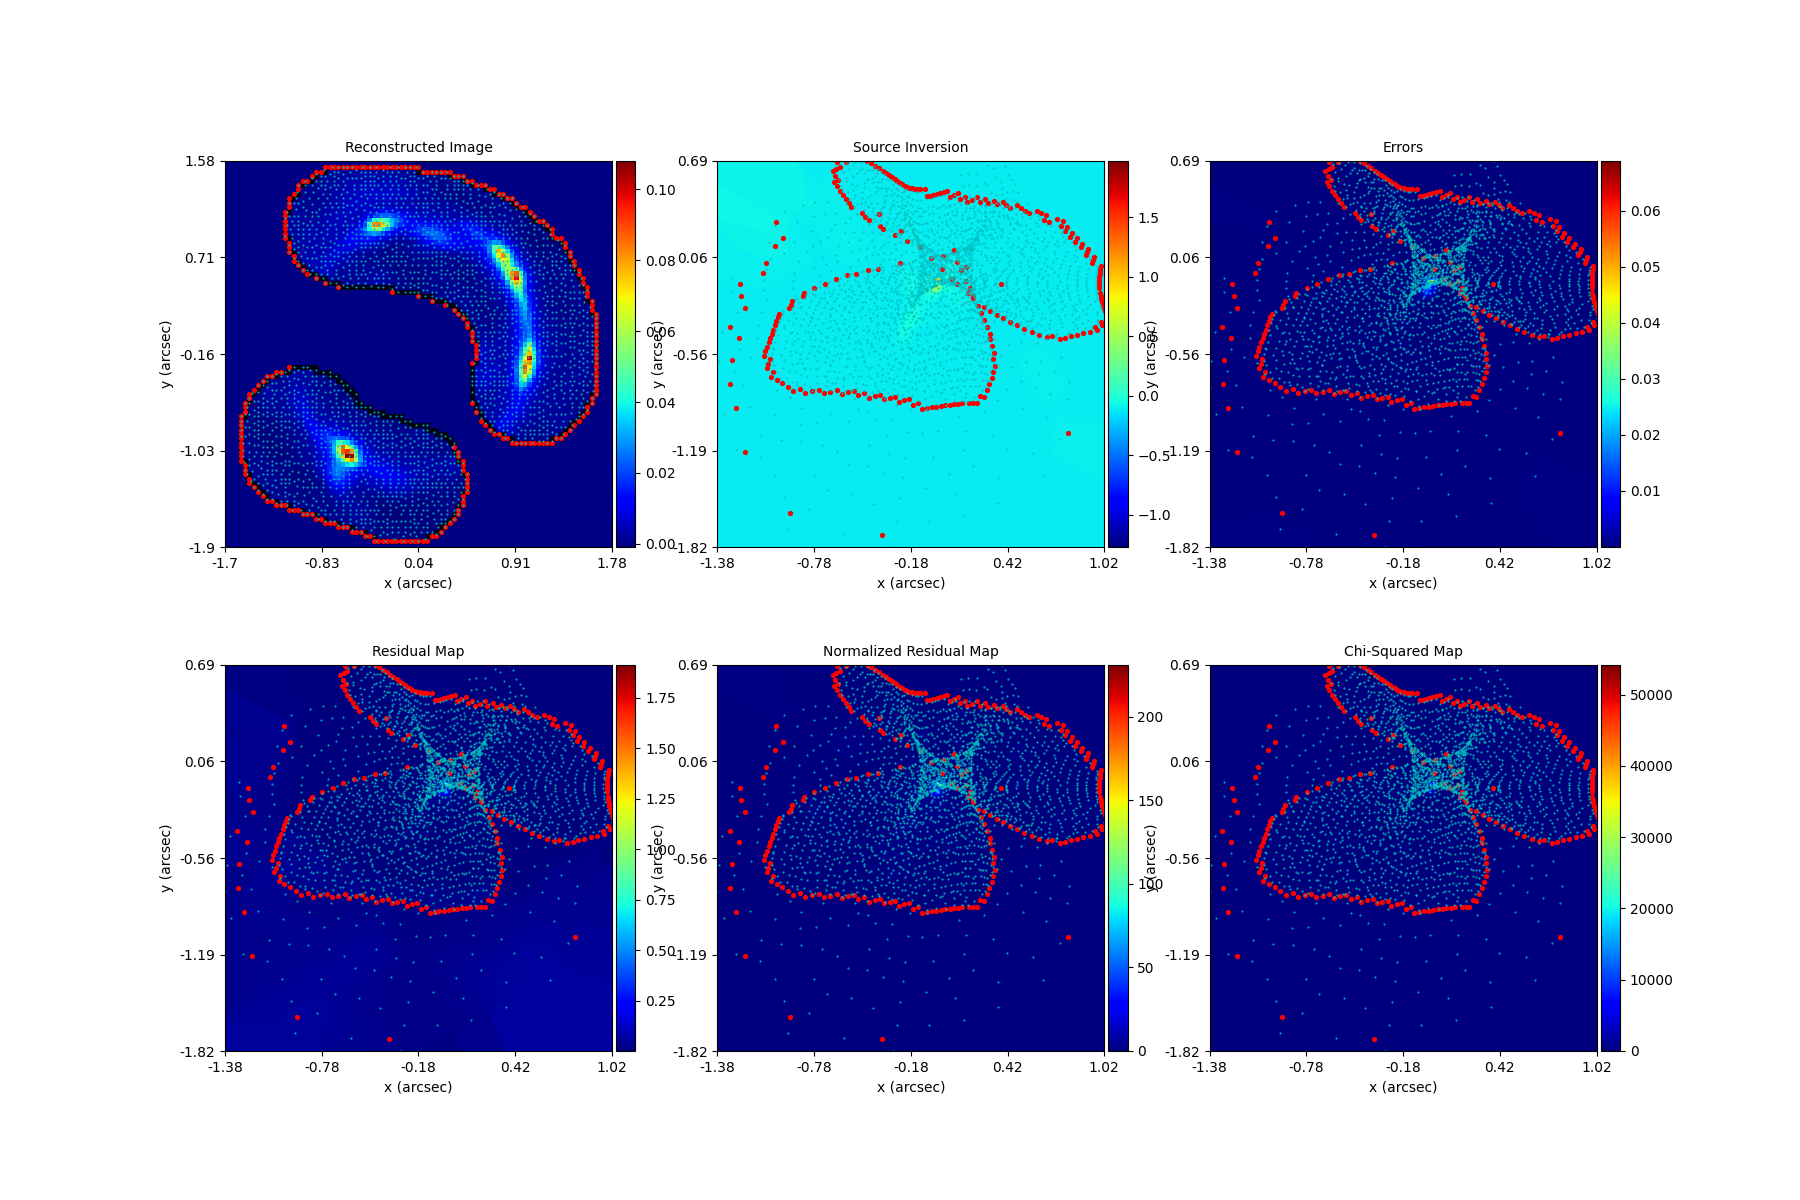 Reconstructed Image
1.58
0.71
-0.16
-1.03
-1.9
y (arcsec)
-1.7 -0.83 0.04 0.91 1.78
x (arcsec)
0.10
0.08
0.06
0.04
0.02
0.00
Source Inversion
0.69
0.06
-0.56
-1.19
-1.82
y (arcsec)
-1.38 -0.78 -0.18 0.42 1.02
x (arcsec)
1.5
1.0
0.5
0.0
−0.5
−1.0
Errors
0.69
0.06
-0.56
-1.19
-1.82
y (arcsec)
-1.38 -0.78 -0.18 0.42 1.02
x (arcsec)
0.06
0.05
0.04
0.03
0.02
0.01
Residual Map
0.69
0.06
-0.56
-1.19
-1.82
y (arcsec)
-1.38 -0.78 -0.18 0.42 1.02
x (arcsec)
1.75
1.50
1.25
1.00
0.75
0.50
0.25
Normalized Residual Map
0.69
0.06
-0.56
-1.19
-1.82
y (arcsec)
-1.38 -0.78 -0.18 0.42 1.02
x (arcsec)
200
150
100
50
0
Chi-Squared Map
0.69
0.06
-0.56
-1.19
-1.82
y (arcsec)
-1.38 -0.78 -0.18 0.42 1.02
x (arcsec)
50000
40000
30000
20000
10000
0